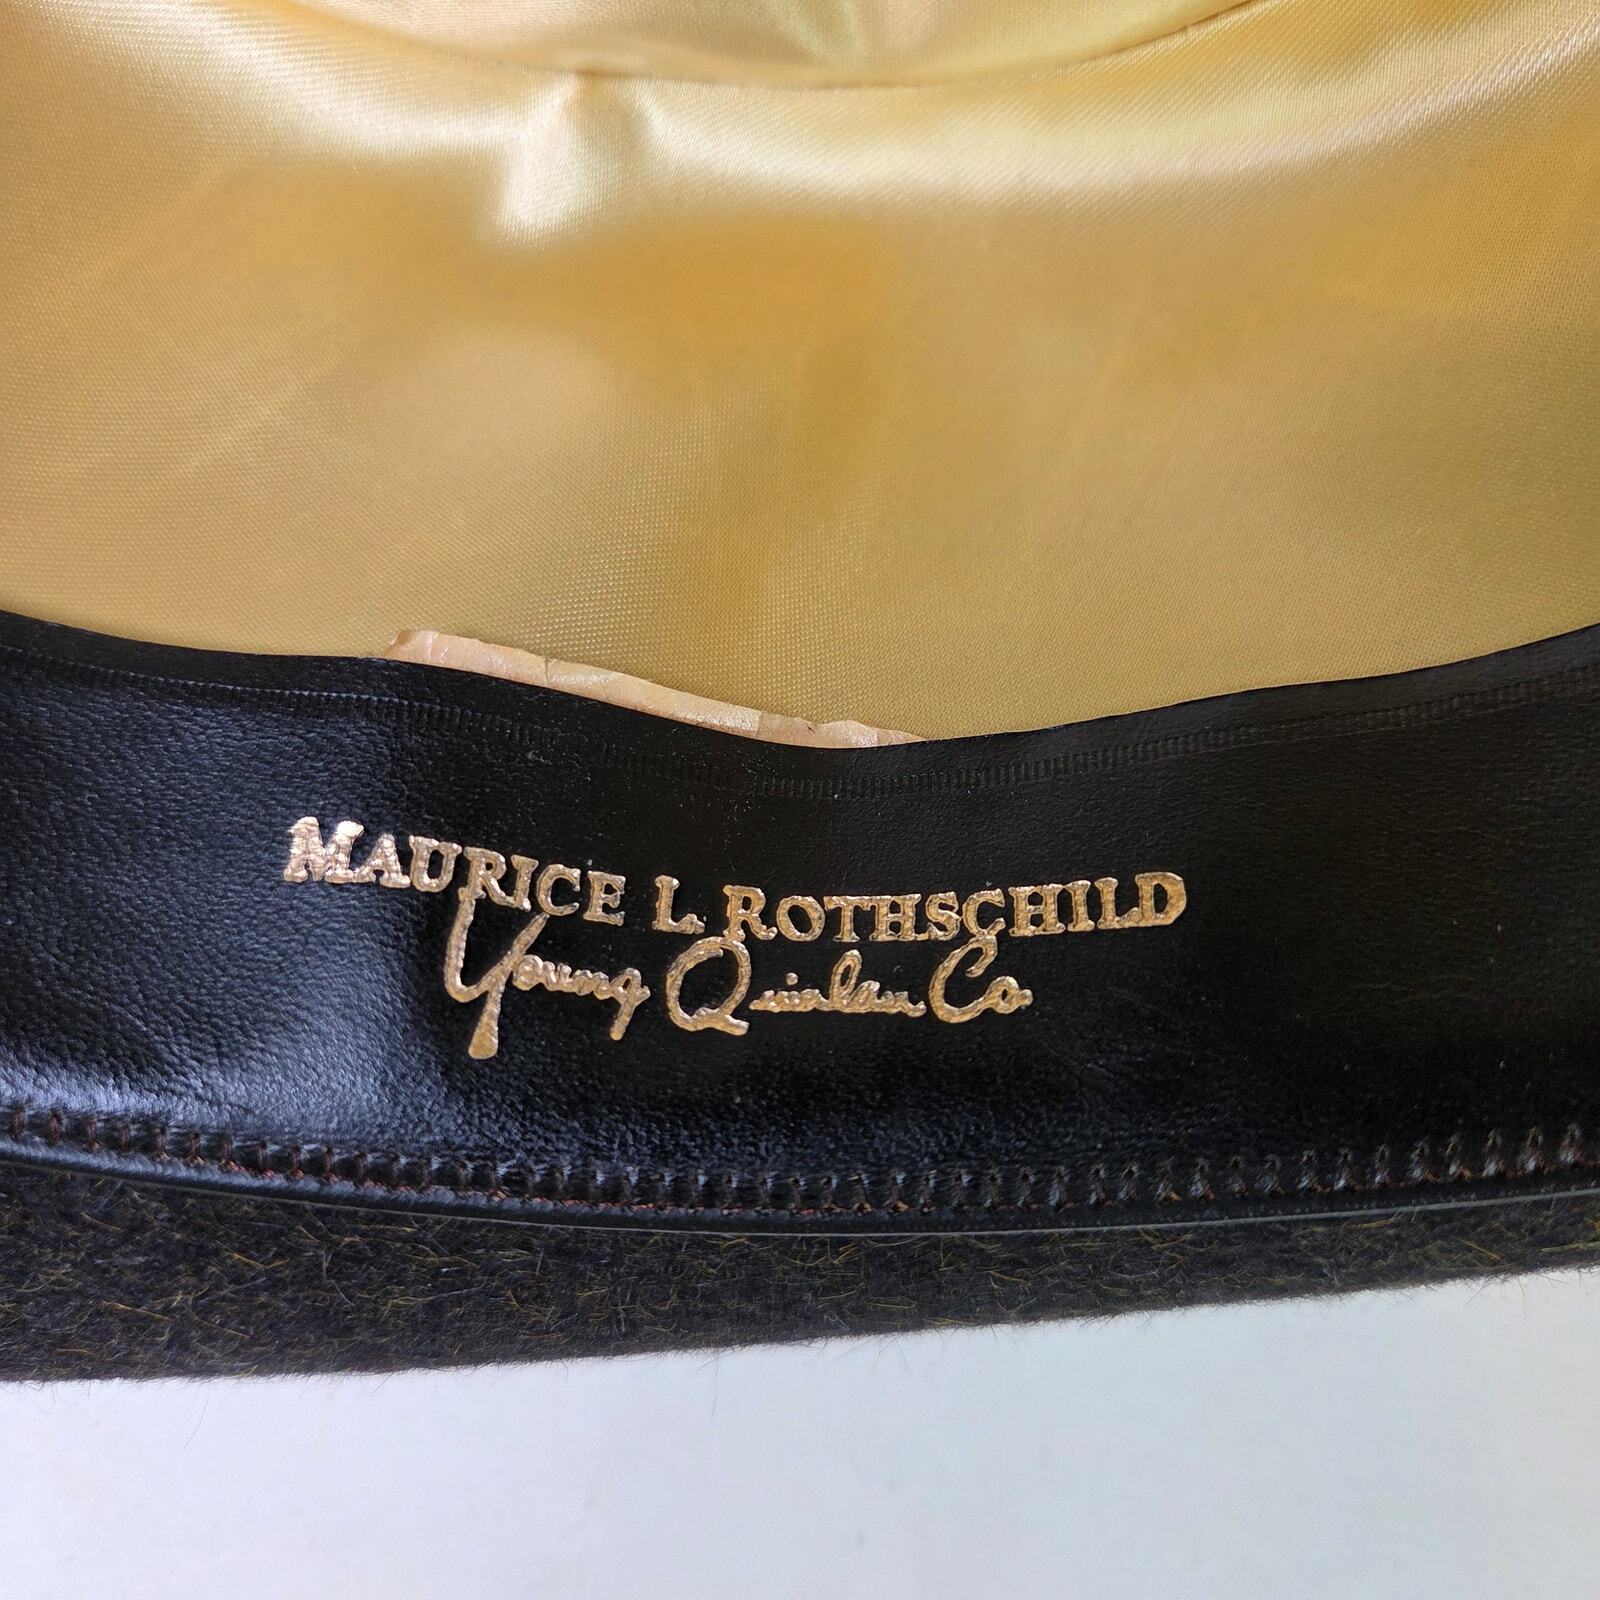 MAURICE L. ROTHSCHILD
Young Quinlan Co.